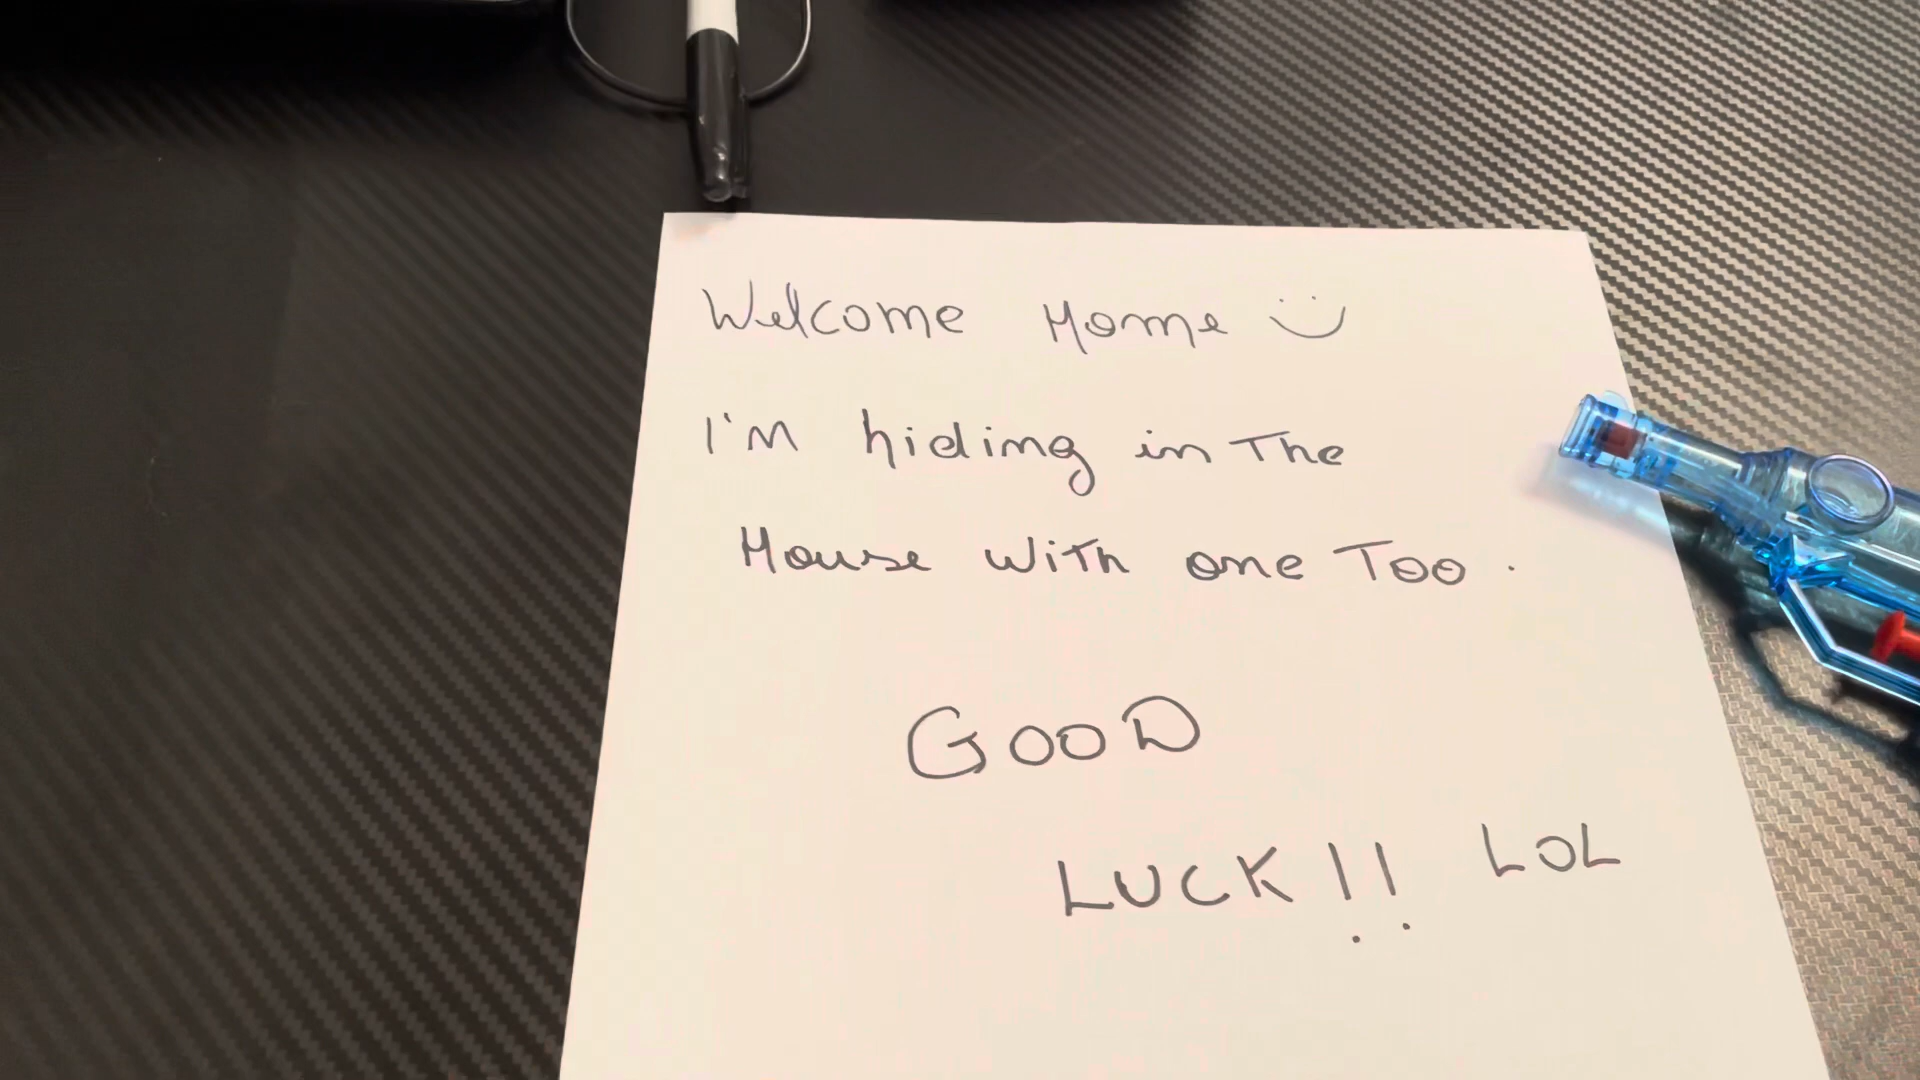 Welcome Home :)
I'm hiding in The
House with one Too.
GOOD
LUCK!! LOL